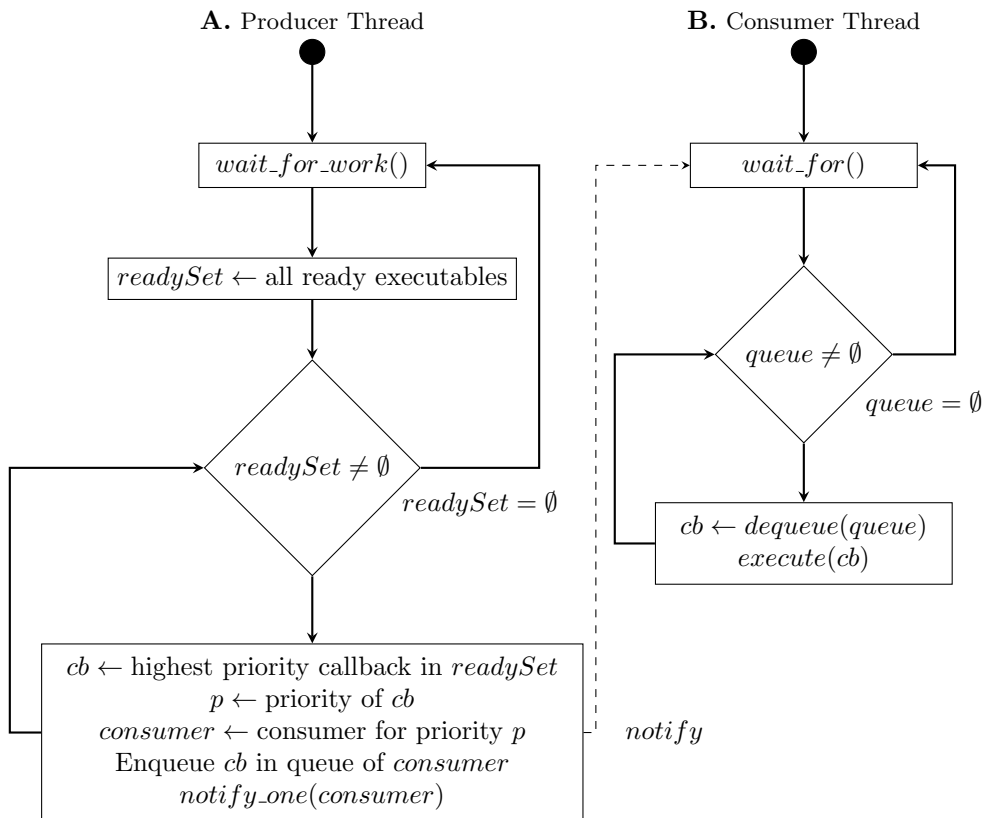 A. Producer Thread
wait_for_work()
readySet ← all ready executables
readySet ≠ ∅
readySet = ∅
cb ← highest priority callback in readySet
p ← priority of cb
consumer ← consumer for priority p
Enqueue cb in queue of consumer
notify_one(consumer)
notify
B. Consumer Thread
wait_for()
queue ≠ ∅
queue = ∅
cb ← dequeue(queue)
execute(cb)